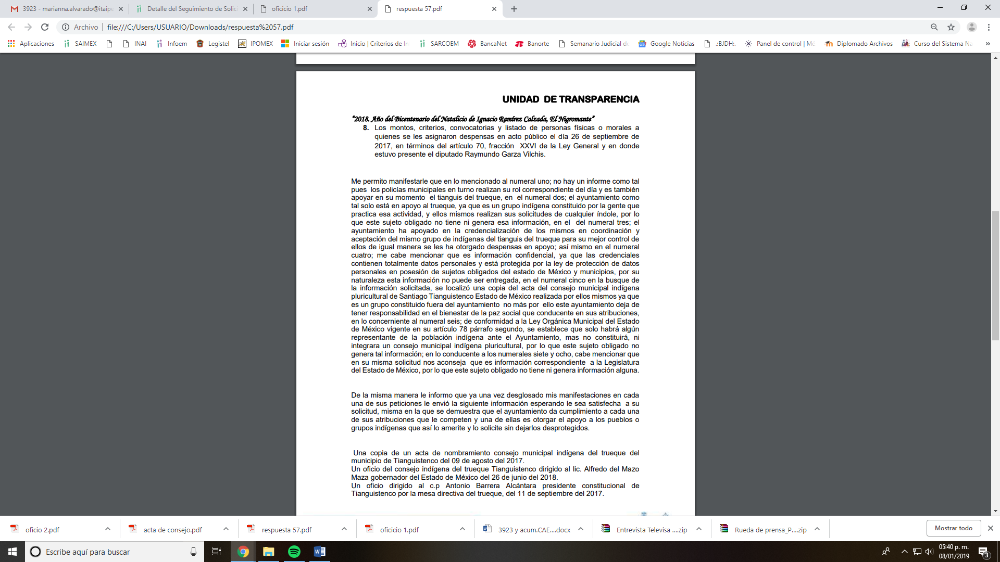 3923 - marianna.alvarado@itaipe
Detalle del Seguimiento de Solici
oficicio 1.pdf
respuesta 57.pdf
Archivo
file:///C:/Users/USUARIO/Downloads/respuesta%2057.pdf
Aplicaciones
SAIMEX
INAI
Infoem
Legistel
IPOMEX
Iniciar sesión
Inicio | Criterios de In
SARCOEM
BancaNet
Banorte
Semanario Judicial de
Google Noticias
.:BJDH:.
Panel de control | Mé
Diplomado Archivos
Curso del Sistema Na
»
UNIDAD DE TRANSPARENCIA
“2018. Año del Bicentenario del Natalicio de Ignacio Ramírez Calzada, El Nigromante”
8. Los montos, criterios, convocatorias y listado de personas físicas o morales a
quienes se les asignaron despensas en acto público el día 26 de septiembre de
2017, en términos del artículo 70, fracción XXVI de la Ley General y en donde
estuvo presente el diputado Raymundo Garza Vilchis.
Me permito manifestarle que en lo mencionado al numeral uno; no hay un informe como tal
pues los policías municipales en turno realizan su rol correspondiente del día y es también
apoyar en su momento el tianguis del trueque, en el numeral dos; el ayuntamiento como
tal solo está en apoyo al trueque, ya que es un grupo indígena constituido por la gente que
practica esa actividad, y ellos mismos realizan sus solicitudes de cualquier índole, por lo
que este sujeto obligado no tiene ni genera esa información, en el del numeral tres; el
ayuntamiento ha apoyado en la credencialización de los mismos en coordinación y
aceptación del mismo grupo de indígenas del tianguis del trueque para su mejor control de
ellos de igual manera se les ha otorgado despensas en apoyo; así mismo en el numeral
cuatro; me cabe mencionar que es información confidencial, ya que las credenciales
contienen totalmente datos personales y está protegida por la ley de protección de datos
personales en posesión de sujetos obligados del estado de México y municipios, por su
naturaleza esta información no puede ser entregada, en el numeral cinco en la busque de
la información solicitada, se localizó una copia del acta del consejo municipal indígena
pluricultural de Santiago Tianguistenco Estado de México realizada por ellos mismos ya que
es un grupo constituido fuera del ayuntamiento no más por ello este ayuntamiento deja de
tener responsabilidad en el bienestar de la paz social que conducente en sus atribuciones,
en lo concerniente al numeral seis; de conformidad a la Ley Orgánica Municipal del Estado
de México vigente en su artículo 78 párrafo segundo, se establece que solo habrá algún
representante de la población indígena ante el Ayuntamiento, mas no constituirá, ni
integrara un consejo municipal indígena pluricultural, por lo que este sujeto obligado no
genera tal información; en lo conducente a los numerales siete y ocho, cabe mencionar que
en su misma solicitud nos aconseja que es información correspondiente a la Legislatura
del Estado de México, por lo que este sujeto obligado no tiene ni genera información alguna.
De la misma manera le informo que ya una vez desglosado mis manifestaciones en cada
una de sus peticiones le envió la siguiente información esperando le sea satisfecha a su
solicitud, misma en la que se demuestra que el ayuntamiento da cumplimiento a cada una
de sus atribuciones que le competen y una de ellas es otorgar el apoyo a los pueblos o
grupos indígenas que así lo amerite y lo solicite sin dejarlos desprotegidos.
Una copia de un acta de nombramiento consejo municipal indígena del trueque del
municipio de Tianguistenco del 09 de agosto del 2017.
Un oficio del consejo indígena del trueque Tianguistenco dirigido al lic. Alfredo del Mazo
Maza gobernador del Estado de México del 26 de junio del 2018.
Un oficio dirigido al c.p Antonio Barrera Alcántara presidente constitucional de
Tianguistenco por la mesa directiva del trueque, del 11 de septiembre del 2017.
oficio 2.pdf
acta de consejo.pdf
respuesta 57.pdf
oficicio 1.pdf
3923 y acum.CAE....docx
Entrevista Televisa ....zip
Rueda de prensa_P....zip
Mostrar todo
Escribe aquí para buscar
05:40 p. m.
08/01/2019
3